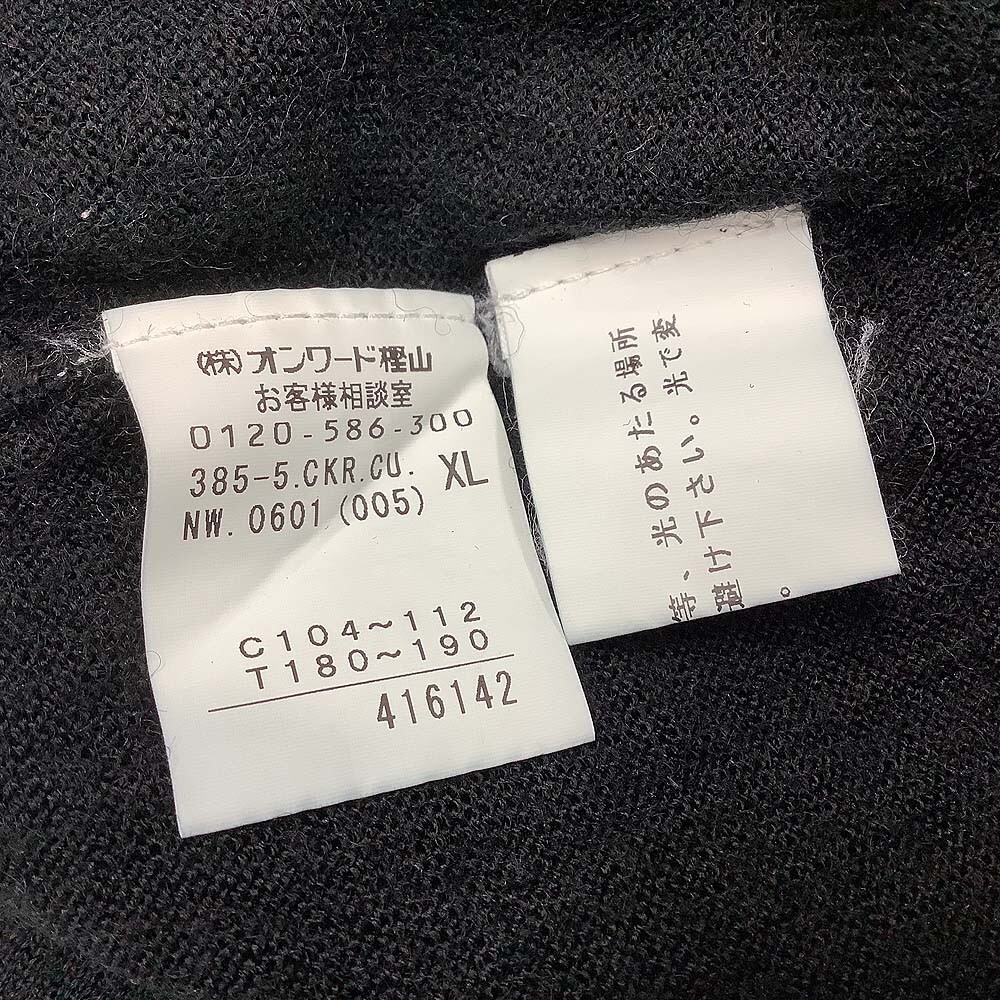 (株)オンワード樫山
お客様相談室
0120-586-300
385-5.CKR.CU. XL
NW. 0601 (005)
C104～112
T180～190
416142
等、光のあたる場所
避け下さい。光で変
。